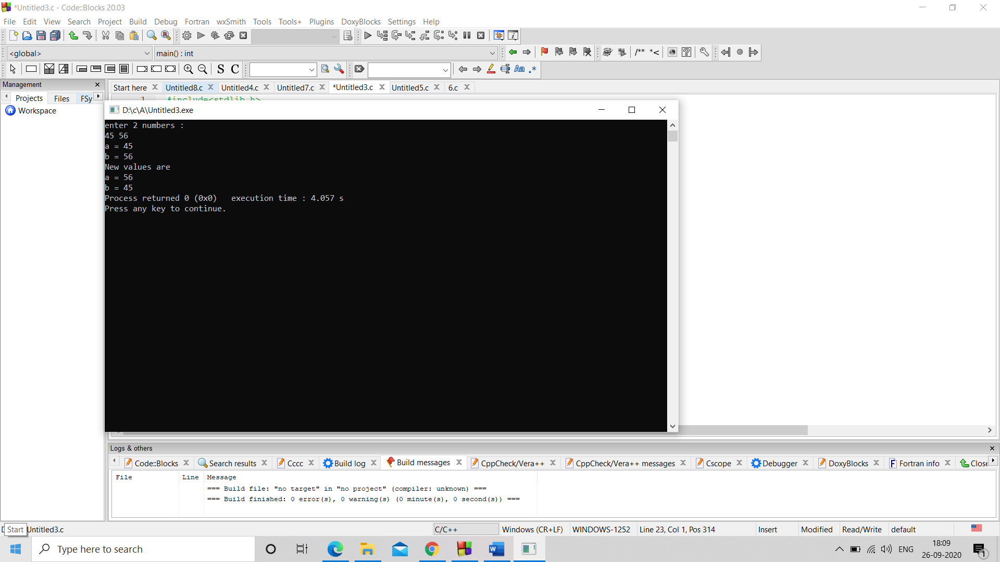 *Untitled3.c - Code::Blocks 20.03
File Edit View Search Project Build Debug Fortran wxSmith Tools Tools+ Plugins DoxyBlocks Settings Help
<global> main() : int
/** *<
S C Aa .*
Management
Projects Files FSy
Workspace
Start here Untitled8.c Untitled4.c Untitled7.c *Untitled3.c Untitled5.c 6.c
1 #include<stdlib.h>
D:\c\A\Untitled3.exe
enter 2 numbers :
45 56
a = 45
b = 56
New values are
a = 56
b = 45
Process returned 0 (0x0)   execution time : 4.057 s
Press any key to continue.
Logs & others
Code::Blocks Search results Cccc Build log Build messages CppCheck/Vera++ CppCheck/Vera++ messages Cscope Debugger DoxyBlocks Fortran info Close
File Line Message
=== Build file: "no target" in "no project" (compiler: unknown) ===
=== Build finished: 0 error(s), 0 warning(s) (0 minute(s), 0 second(s)) ===
Start Untitled3.c C/C++ Windows (CR+LF) WINDOWS-1252 Line 23, Col 1, Pos 314 Insert Modified Read/Write default
Type here to search
ENG
18:09
26-09-2020
1